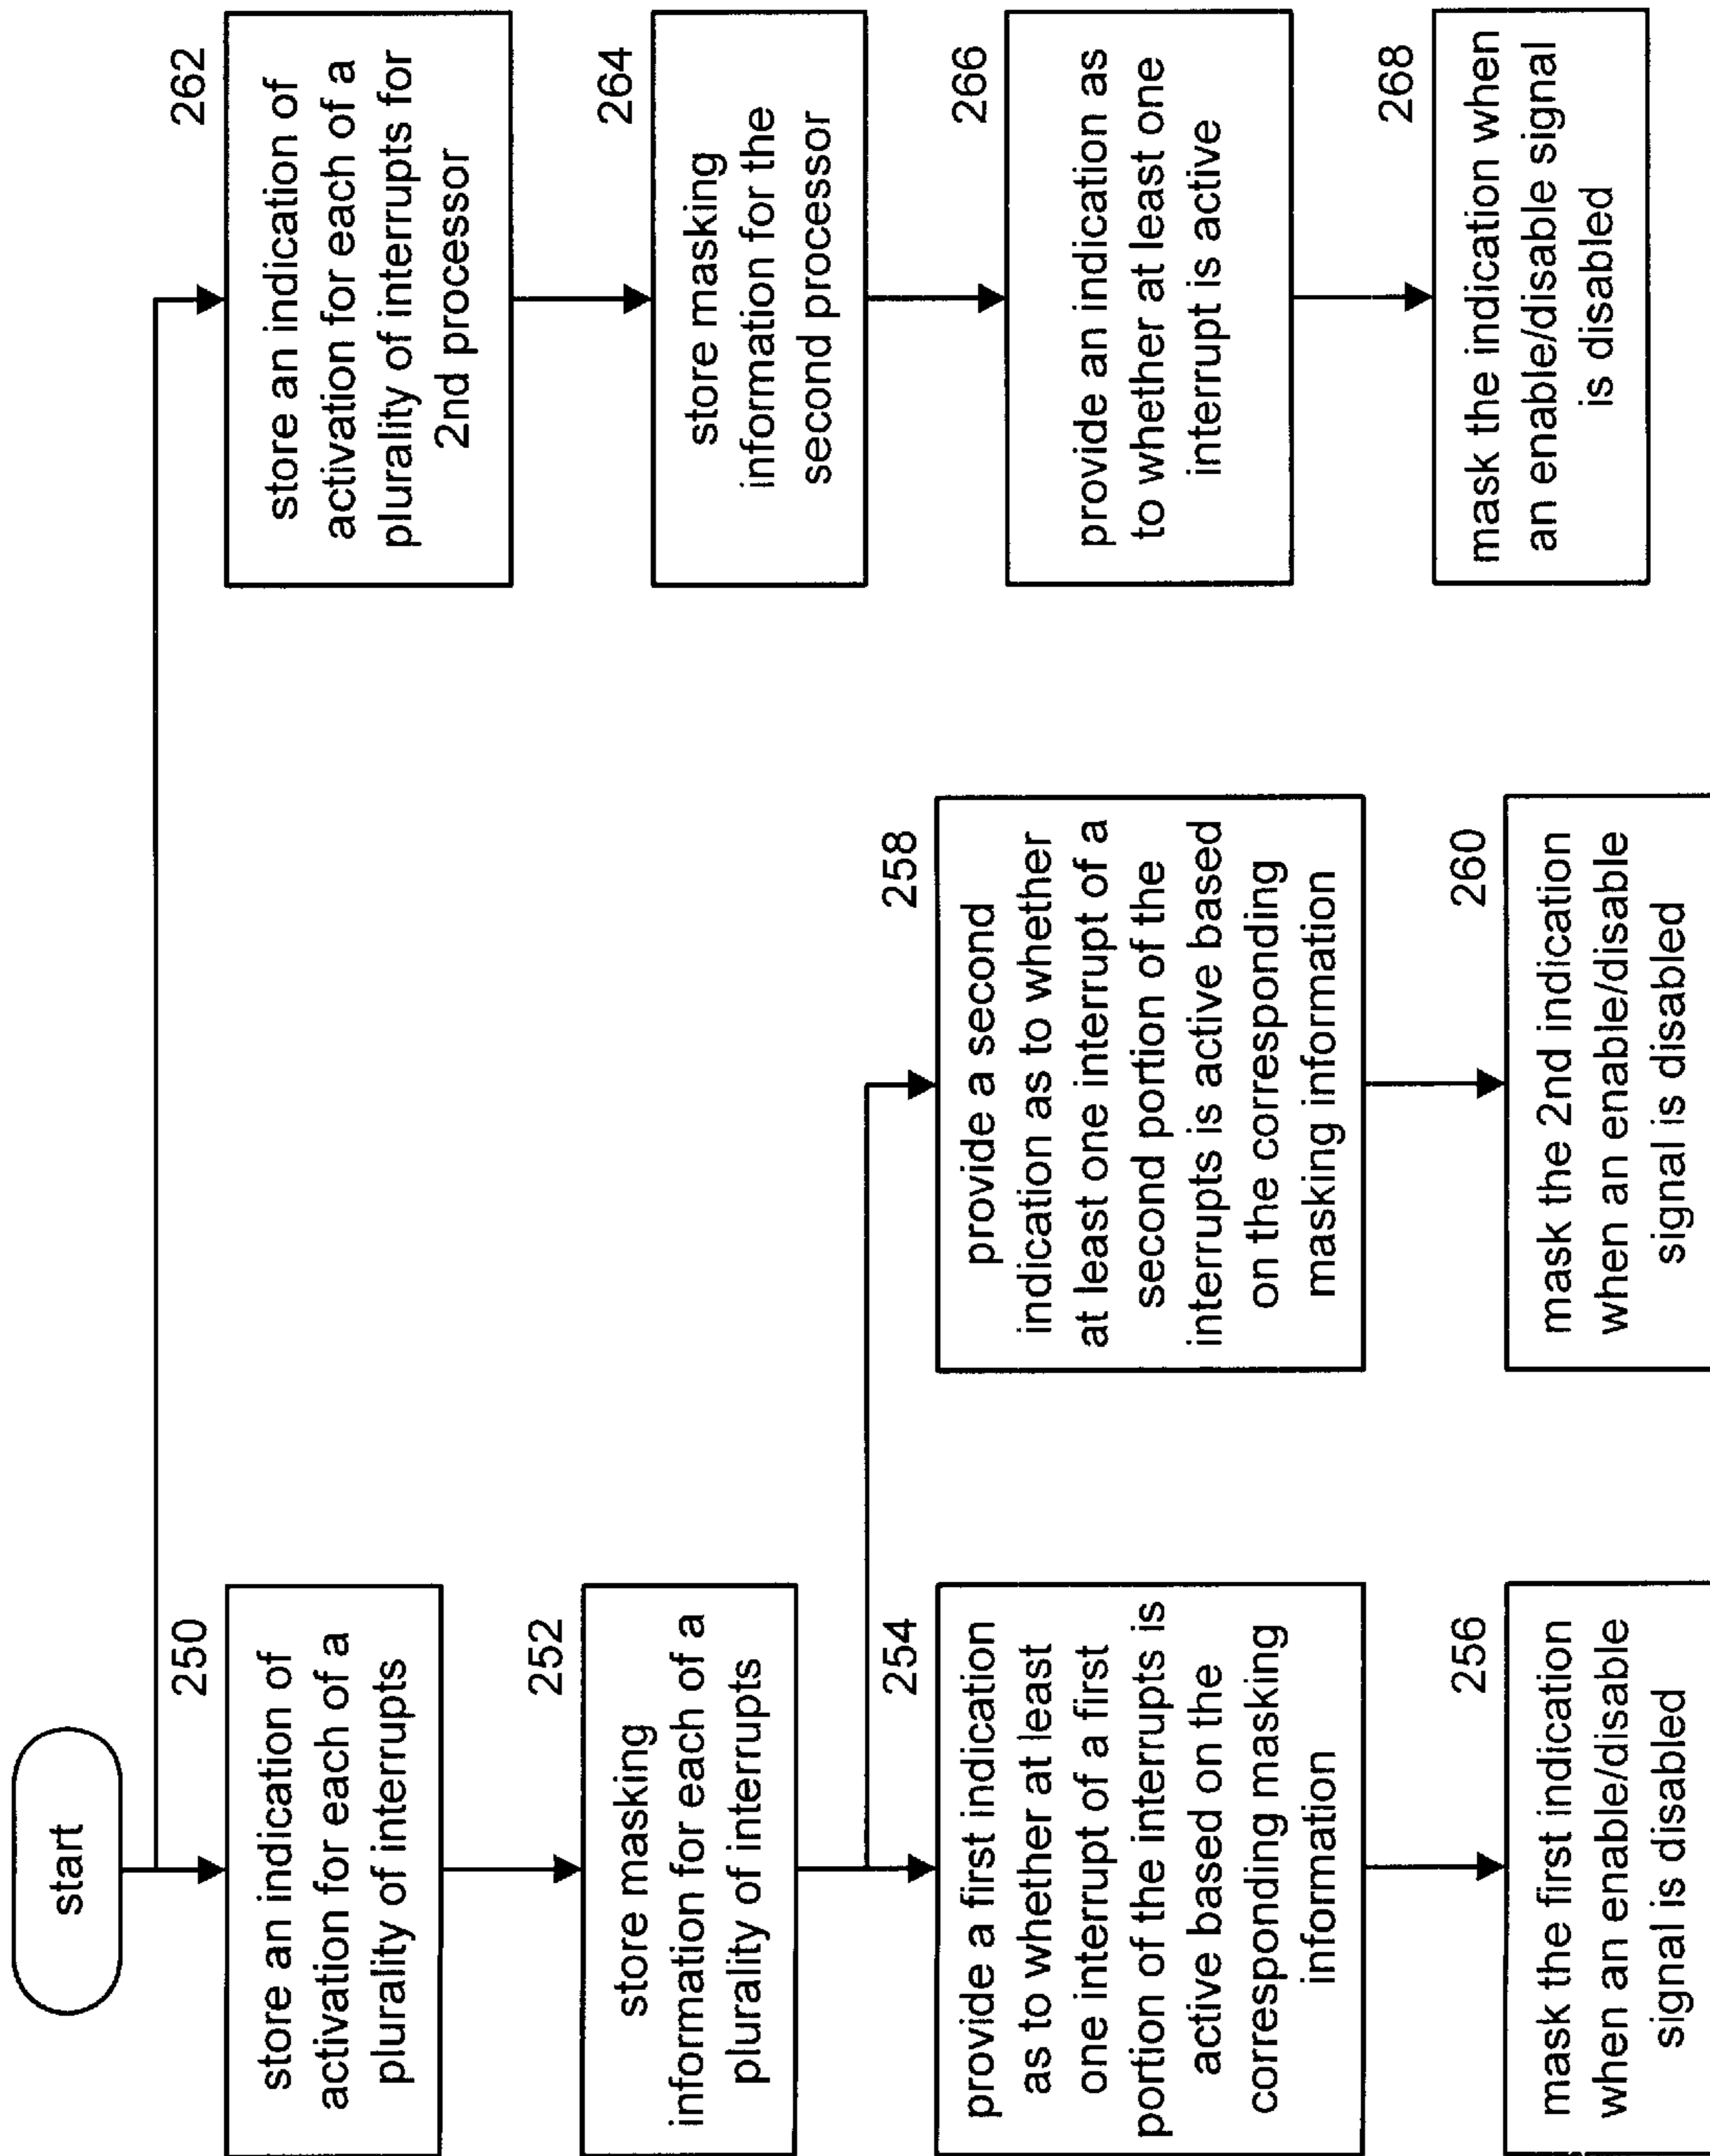 start
250
store an indication of
activation for each of a
plurality of interrupts
252
store masking
information for each of a
plurality of interrupts
254
provide a first indication
as to whether at least
one interrupt of a first
portion of the interrupts is
active based on the
corresponding masking
information
256
mask the first indication
when an enable/disable
signal is disabled
258
provide a second
indication as to whether
at least one interrupt of a
second portion of the
interrupts is active based
on the corresponding
masking information
260
mask the 2nd indication
when an enable/disable
signal is disabled
262
store an indication of
activation for each of a
plurality of interrupts for
2nd processor
264
store masking
information for the
second processor
266
provide an indication as
to whether at least one
interrupt is active
268
mask the indication when
an enable/disable signal
is disabled